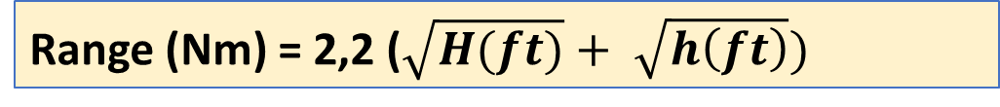 Range (Nm) = 2,2 (√H(ft) + √h(ft))